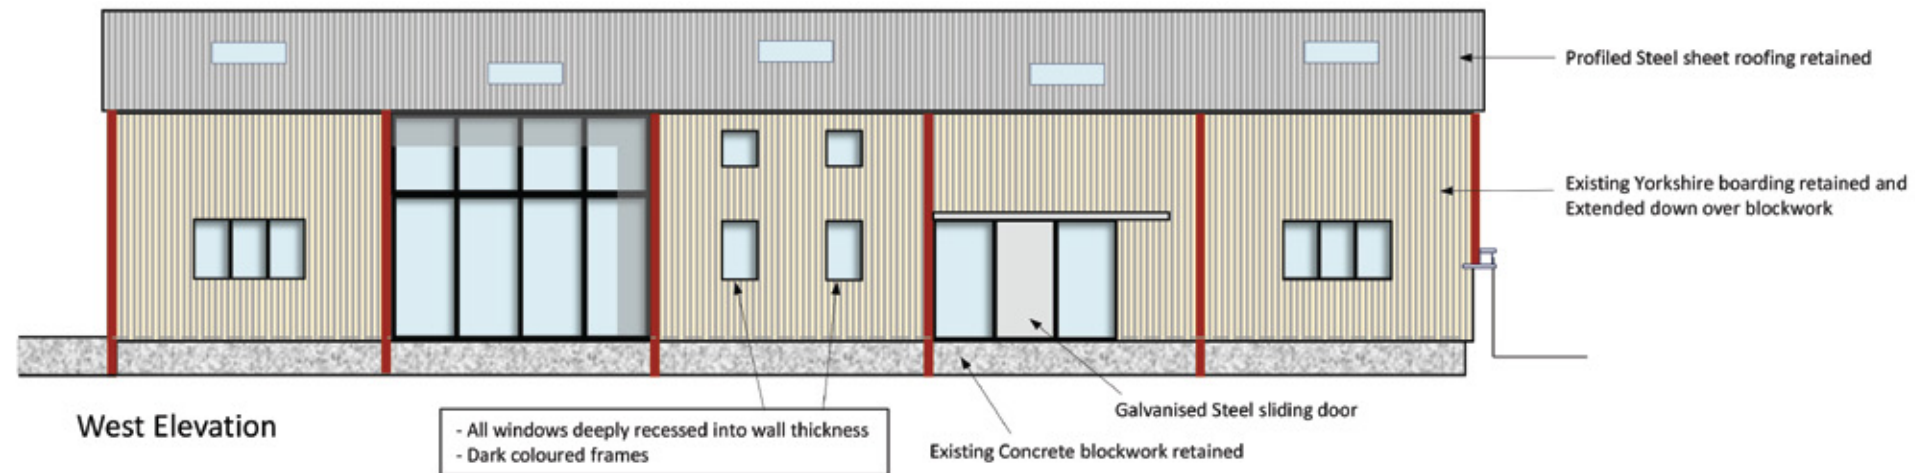 Profiled Steel sheet roofing retained
Existing Yorkshire boarding retained and
Extended down over blockwork
West Elevation
- All windows deeply recessed into wall thickness
- Dark coloured frames
Galvanised Steel sliding door
Existing Concrete blockwork retained